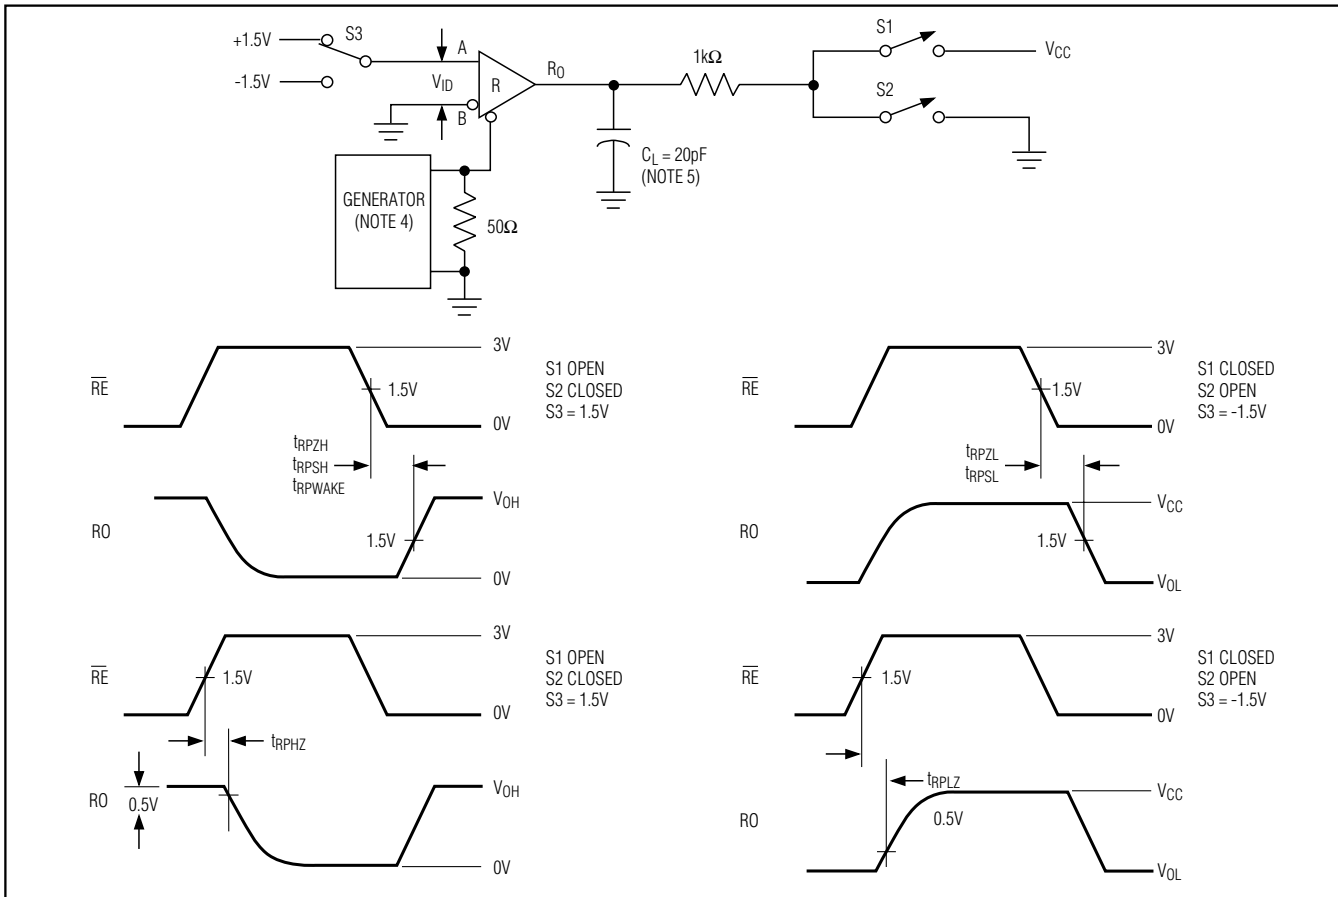 +1.5V
S3
A
-1.5V
V_ID
R
B
R_O
1kΩ
S1
V_CC
S2
C_L = 20pF
(NOTE 5)
GENERATOR
(NOTE 4)
50Ω
RE
3V
1.5V
0V
S1 OPEN
S2 CLOSED
S3 = 1.5V
t_RPZH
t_RPSH
t_RPWAKE
RO
V_OH
1.5V
0V
RE
3V
1.5V
0V
S1 CLOSED
S2 OPEN
S3 = -1.5V
t_RPZL
t_RPSL
RO
V_CC
1.5V
V_OL
RE
3V
1.5V
0V
S1 OPEN
S2 CLOSED
S3 = 1.5V
t_RPHZ
RO
0.5V
V_OH
0V
RE
3V
1.5V
0V
S1 CLOSED
S2 OPEN
S3 = -1.5V
t_RPLZ
RO
0.5V
V_CC
V_OL